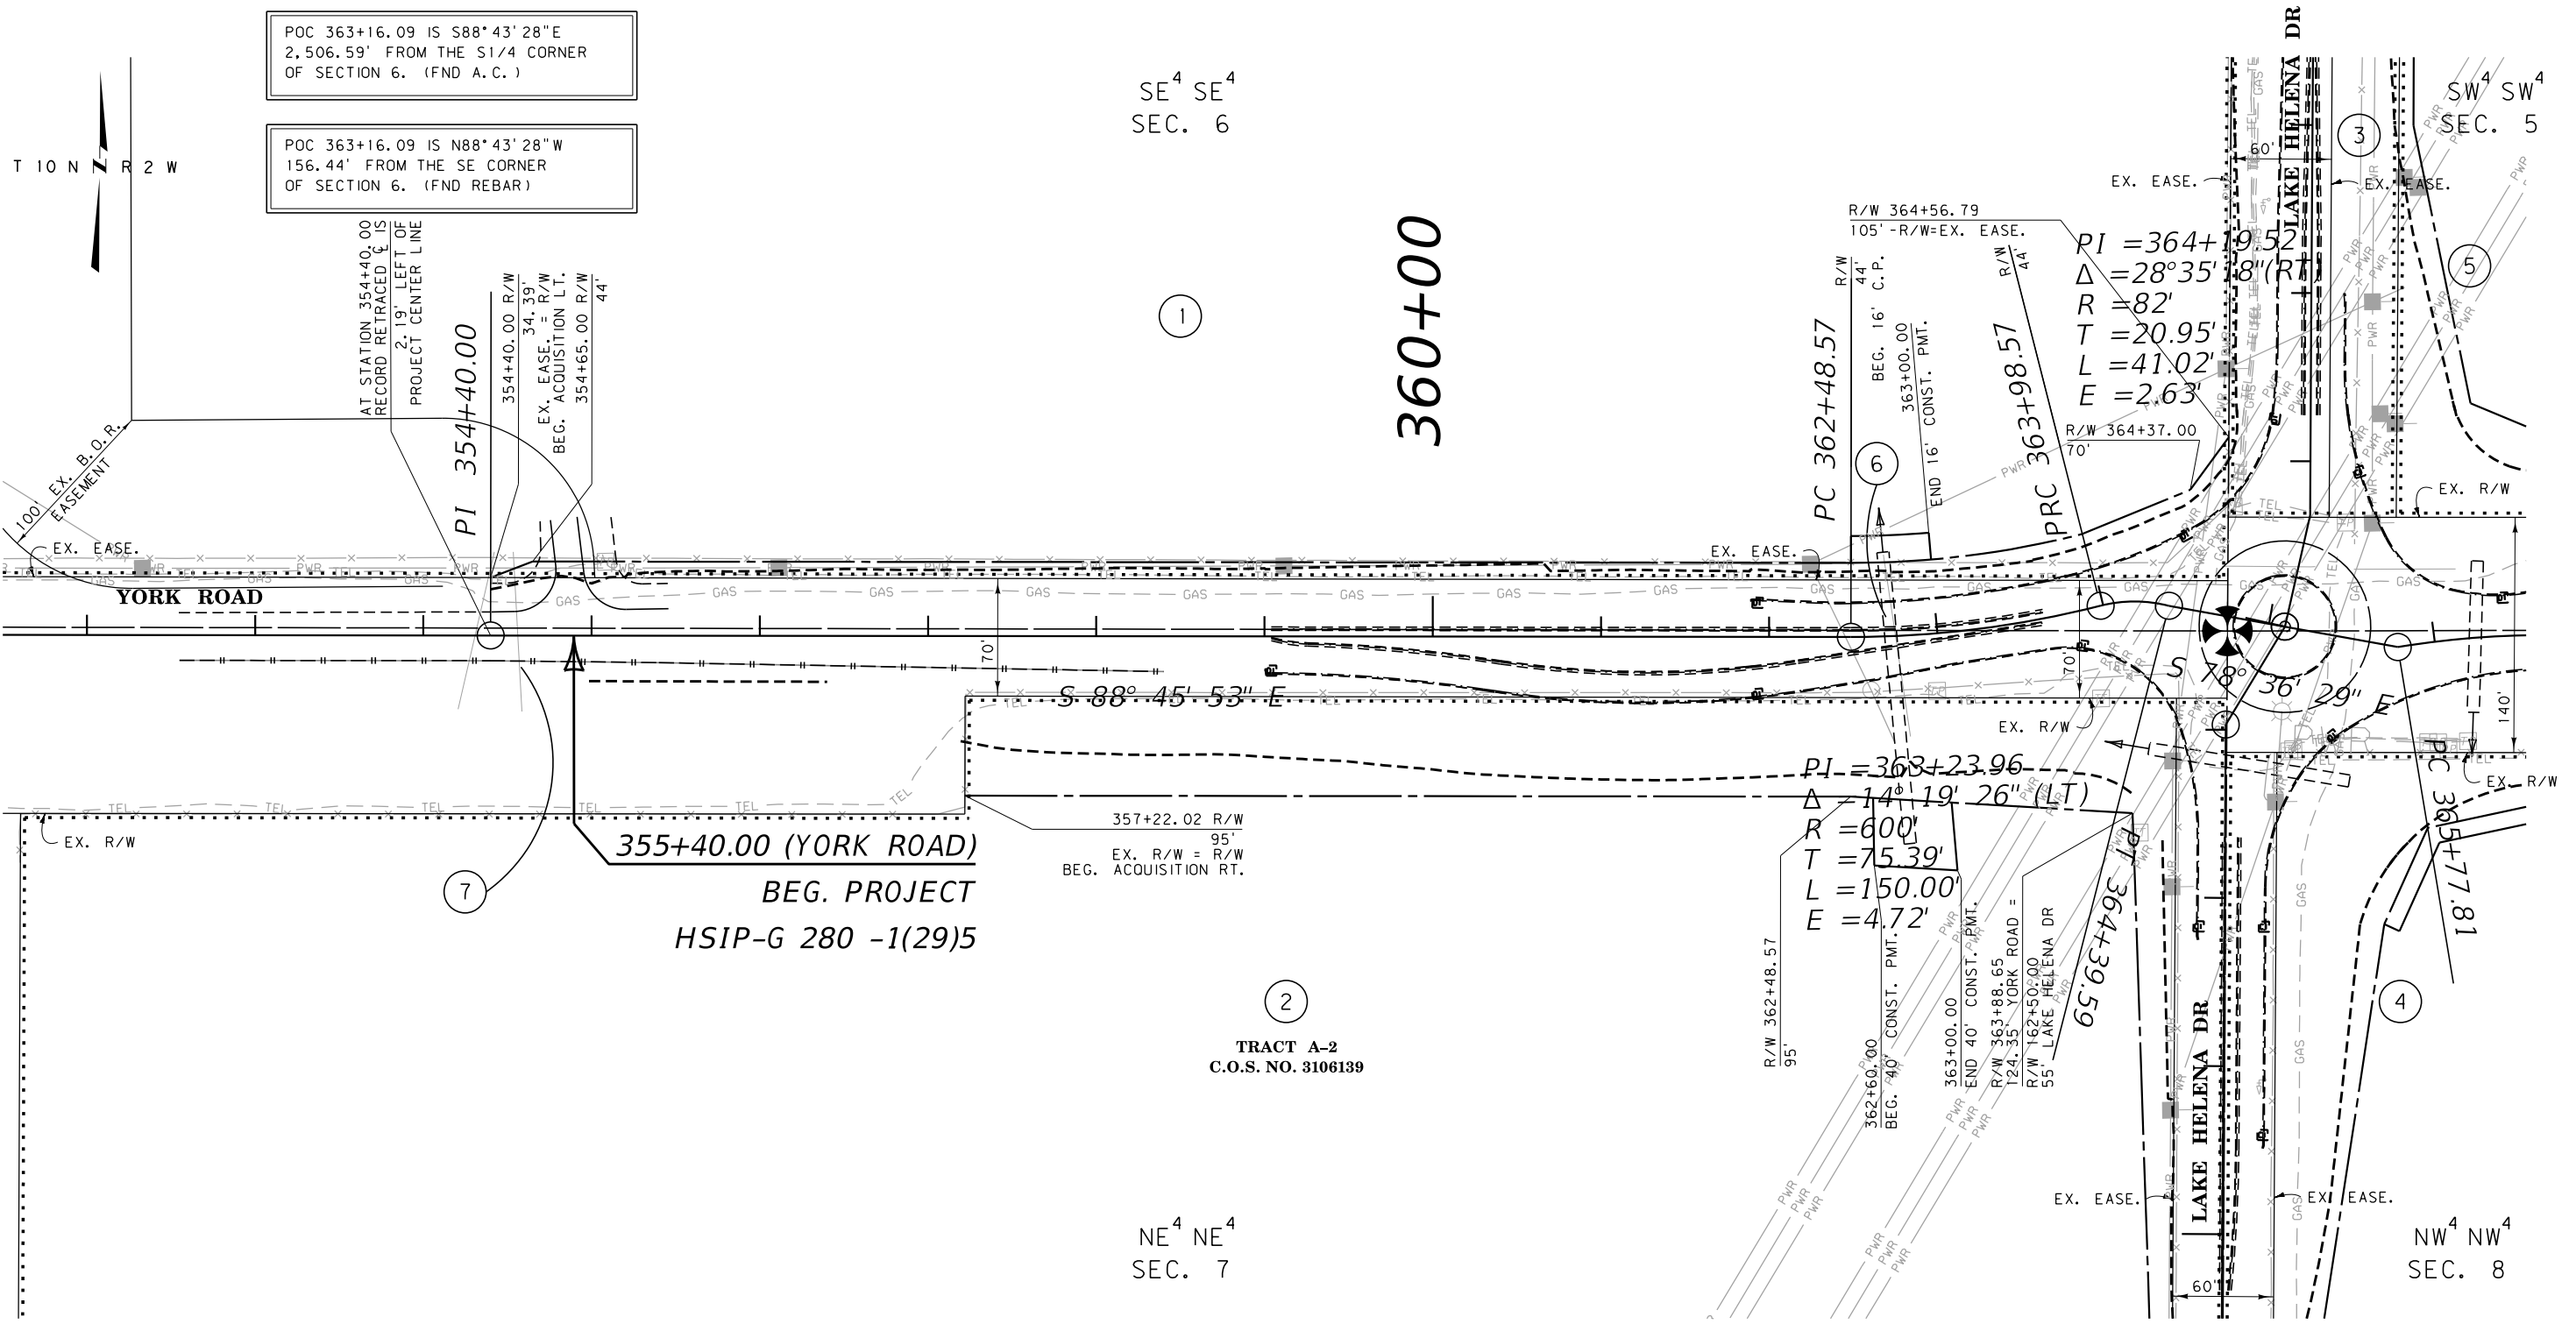 POC 363+16.09 IS S88°43'28"E
2,506.59' FROM THE S1/4 CORNER
OF SECTION 6. (FND A.C.)
POC 363+16.09 IS N88°43'28"W
156.44' FROM THE SE CORNER
OF SECTION 6. (FND REBAR)
T 10 N R 2 W
SE⁴ SE⁴
SEC. 6
SW⁴ SW⁴
SEC. 5
LAKE HELENA DR
3
60'
EX. EASE.
EX. EASE.
5
1
360+00
AT STATION 354+40.00
RECORD RETRACED ℄ IS
2.19' LEFT OF
PROJECT CENTER LINE
PI 354+40.00
354+40.00 R/W
34.39'
EX. EASE. = R/W
BEG. ACQUISITION LT.
354+65.00 R/W
44'
100' EX. B.O.R.
EASEMENT
EX. EASE.
YORK ROAD
R/W 364+56.79
105'-R/W=EX. EASE.
R/W
44'
PC 362+48.57
BEG. 16' C.P.
363+00.00
END 16' CONST. PMT.
R/W
44'
PRC 363+98.57
PI =364+19.52
Δ =28°35'18"(RT)
R =82'
T =20.95'
L =41.02'
E =2.63'
R/W 364+37.00
70'
6
EX. EASE.
EX. R/W
70'
S 88° 45' 53" E
70'
S 78° 36' 29" E
140'
EX. R/W
EX. R/W
EX. R/W
357+22.02 R/W
95'
EX. R/W = R/W
BEG. ACQUISITION RT.
355+40.00 (YORK ROAD)
BEG. PROJECT
HSIP-G 280 -1(29)5
7
PI =363+23.96
Δ =14° 19' 26" (LT)
R =600'
T =75.39'
L =150.00'
E =4.72'
PT 364+39.59
PC 365+77.81
R/W 362+48.57
95'
362+60.00
BEG. 40' CONST. PMT.
363+00.00
END 40' CONST. PMT.
R/W 363+88.65
124.35' YORK ROAD =
R/W 162+50.00
55' LAKE HELENA DR
2
TRACT A-2
C.O.S. NO. 3106139
4
LAKE HELENA DR
EX. EASE.
EX. EASE.
60'
NE⁴ NE⁴
SEC. 7
NW⁴ NW⁴
SEC. 8
PWR
TEL
GAS